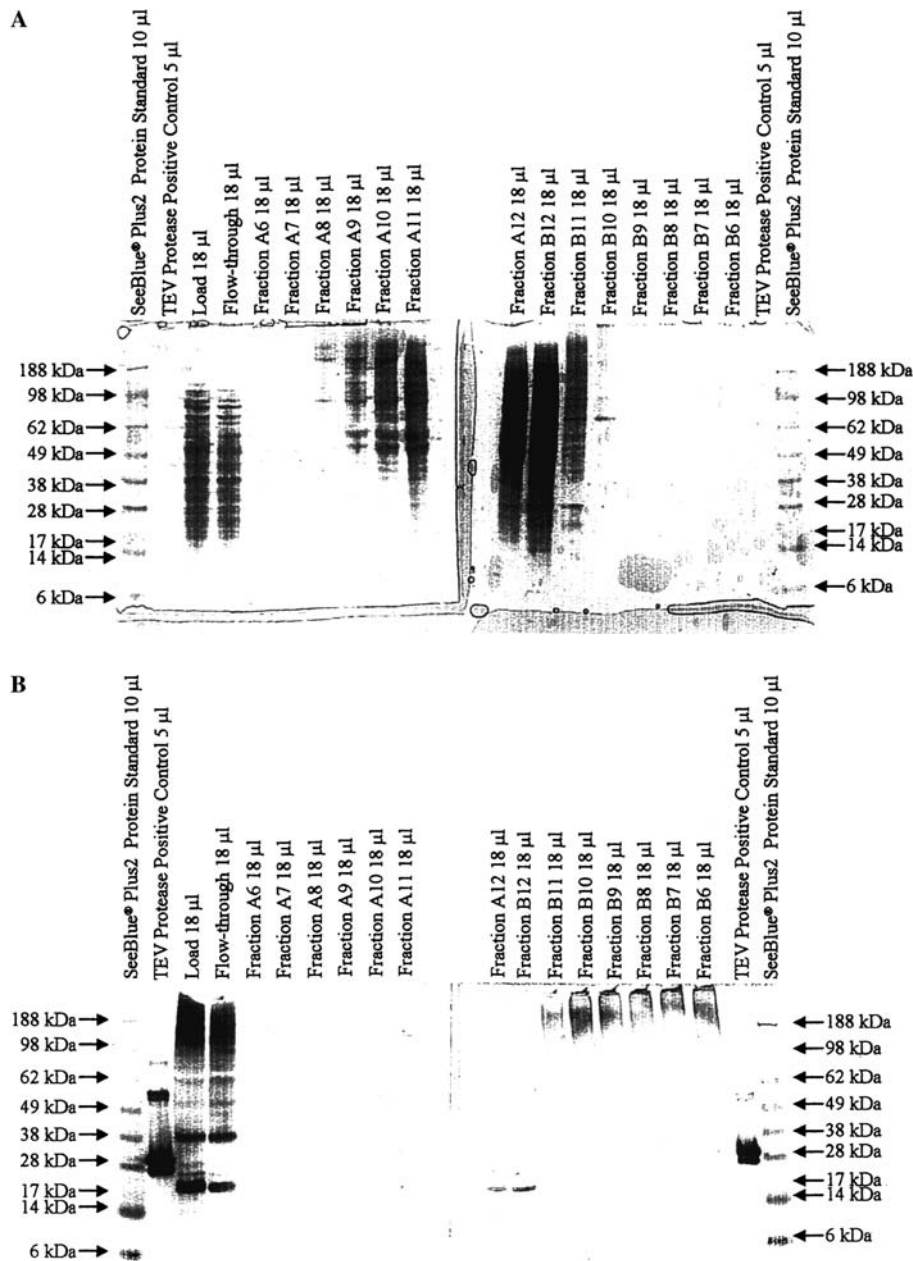 A
SeeBlue® Plus2 Protein Standard 10 µl
TEV Protease Positive Control 5 µl
Load 18 µl
Flow-through 18 µl
Fraction A6 18 µl
Fraction A7 18 µl
Fraction A8 18 µl
Fraction A9 18 µl
Fraction A10 18 µl
Fraction A11 18 µl
Fraction A12 18 µl
Fraction B12 18 µl
Fraction B11 18 µl
Fraction B10 18 µl
Fraction B9 18 µl
Fraction B8 18 µl
Fraction B7 18 µl
Fraction B6 18 µl
TEV Protease Positive Control 5 µl
SeeBlue® Plus2 Protein Standard 10 µl
188 kDa
98 kDa
62 kDa
49 kDa
38 kDa
28 kDa
17 kDa
14 kDa
6 kDa
188 kDa
98 kDa
62 kDa
49 kDa
38 kDa
28 kDa
17 kDa
14 kDa
6 kDa
B
SeeBlue® Plus2 Protein Standard 10 µl
TEV Protease Positive Control 5 µl
Load 18 µl
Flow-through 18 µl
Fraction A6 18 µl
Fraction A7 18 µl
Fraction A8 18 µl
Fraction A9 18 µl
Fraction A10 18 µl
Fraction A11 18 µl
Fraction A12 18 µl
Fraction B12 18 µl
Fraction B11 18 µl
Fraction B10 18 µl
Fraction B9 18 µl
Fraction B8 18 µl
Fraction B7 18 µl
Fraction B6 18 µl
TEV Protease Positive Control 5 µl
SeeBlue® Plus2 Protein Standard 10 µl
188 kDa
98 kDa
62 kDa
49 kDa
38 kDa
28 kDa
17 kDa
14 kDa
6 kDa
188 kDa
98 kDa
62 kDa
49 kDa
38 kDa
28 kDa
17 kDa
14 kDa
6 kDa